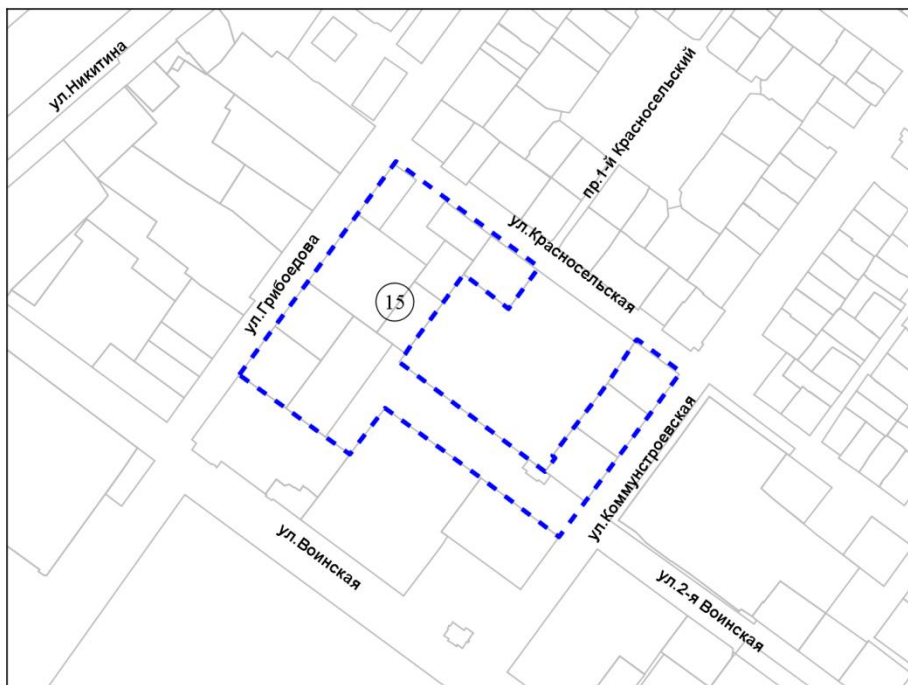 ул.Никитина
пр.1-й Красносельский
ул.Красносельская
ул.Грибоедова
15
ул.Коммунстроевская
ул.Воинская
ул.2-я Воинская